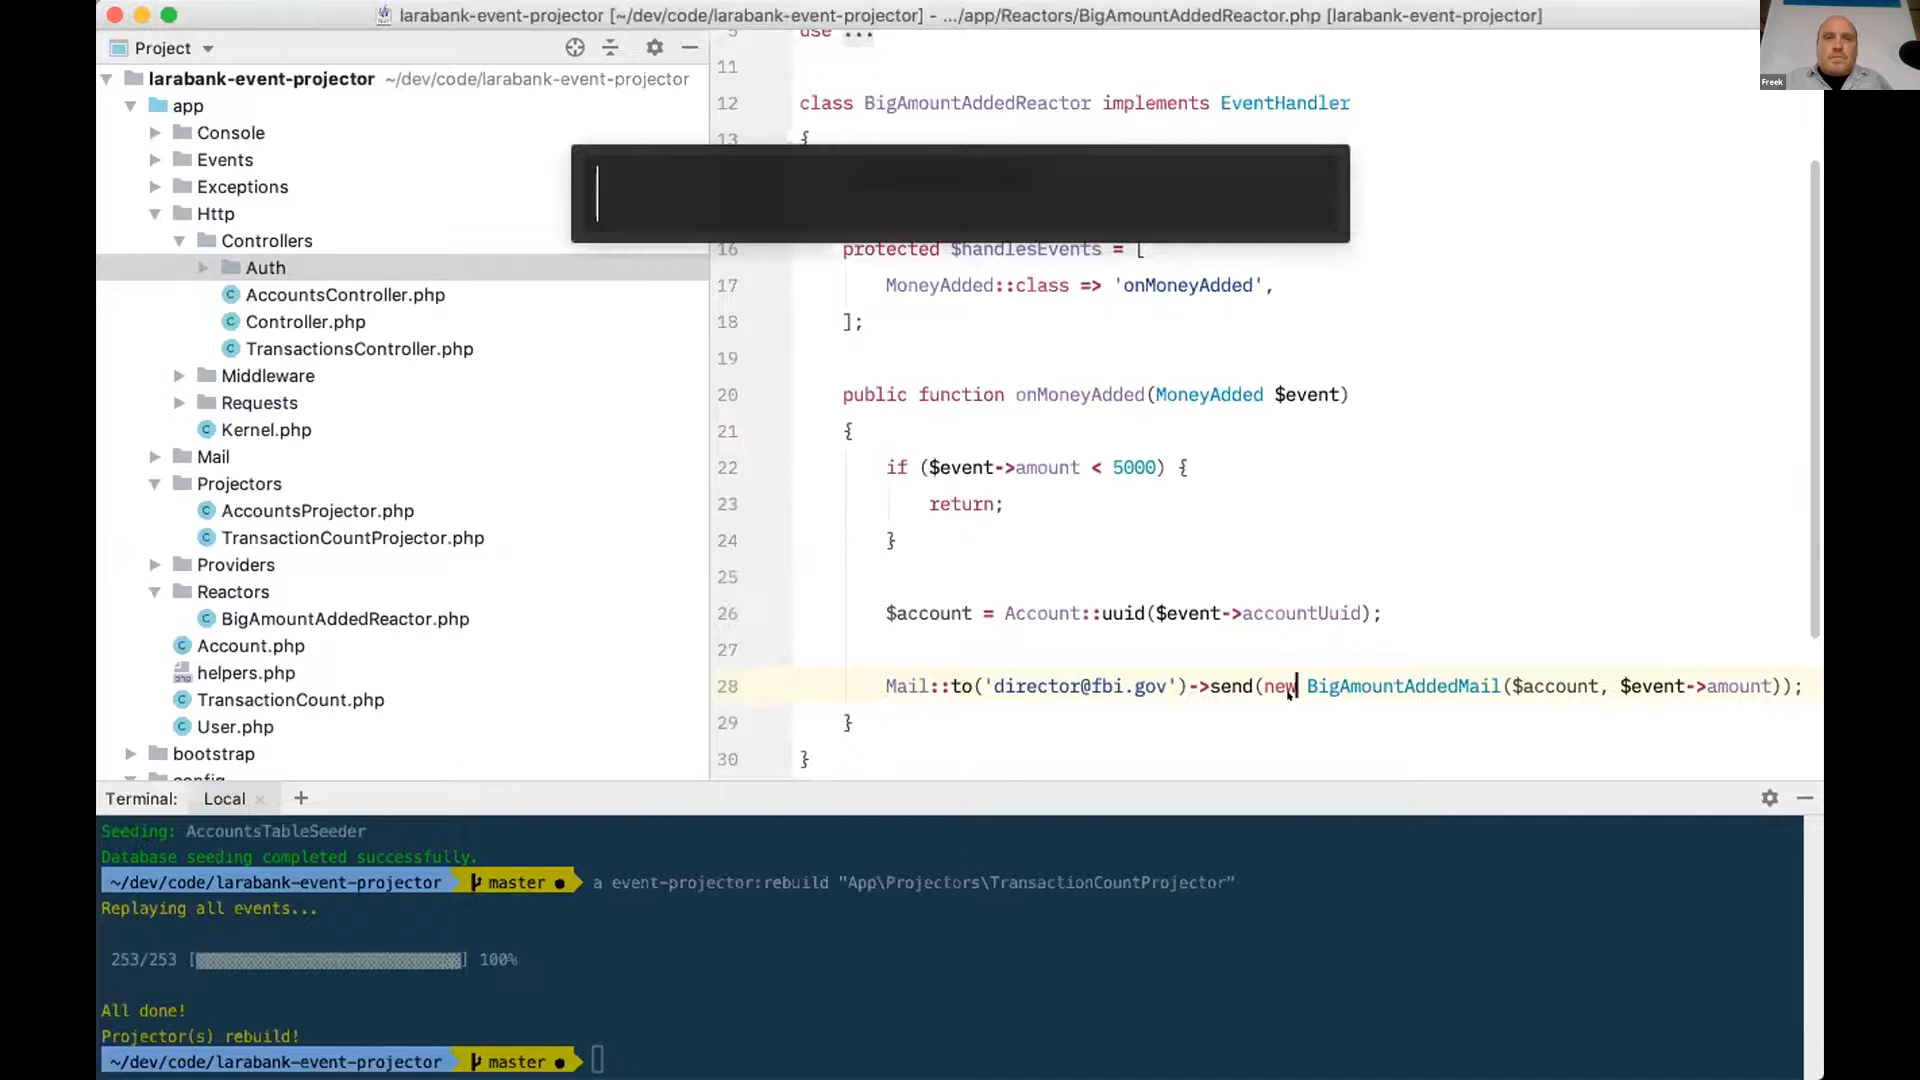 larabank-event-projector [~/dev/code/larabank-event-projector] - .../app/Reactors/BigAmountAddedReactor.php [larabank-event-projector]
Freek
Project
larabank-event-projector ~/dev/code/larabank-event-projector
app
Console
Events
Exceptions
Http
Controllers
Auth
AccountsController.php
Controller.php
TransactionsController.php
Middleware
Requests
Kernel.php
Mail
Projectors
AccountsProjector.php
TransactionCountProjector.php
Providers
Reactors
BigAmountAddedReactor.php
Account.php
helpers.php
TransactionCount.php
User.php
bootstrap
config
5 use ...
11
12 class BigAmountAddedReactor implements EventHandler
13 {
16 protected $handlesEvents = [
17 MoneyAdded::class => 'onMoneyAdded',
18 ];
19
20 public function onMoneyAdded(MoneyAdded $event)
21 {
22 if ($event->amount < 5000) {
23 return;
24 }
25
26 $account = Account::uuid($event->accountUuid);
27
28 Mail::to('director@fbi.gov')->send(new BigAmountAddedMail($account, $event->amount));
29 }
30 }
Terminal: Local × +
Seeding: AccountsTableSeeder
Database seeding completed successfully.
~/dev/code/larabank-event-projector master ● a event-projector:rebuild "App\Projectors\TransactionCountProjector"
Replaying all events...
253/253 [▓▓▓▓▓▓▓▓▓▓▓▓▓▓▓▓▓▓▓▓▓▓▓▓▓▓▓▓] 100%
All done!
Projector(s) rebuild!
~/dev/code/larabank-event-projector master ●